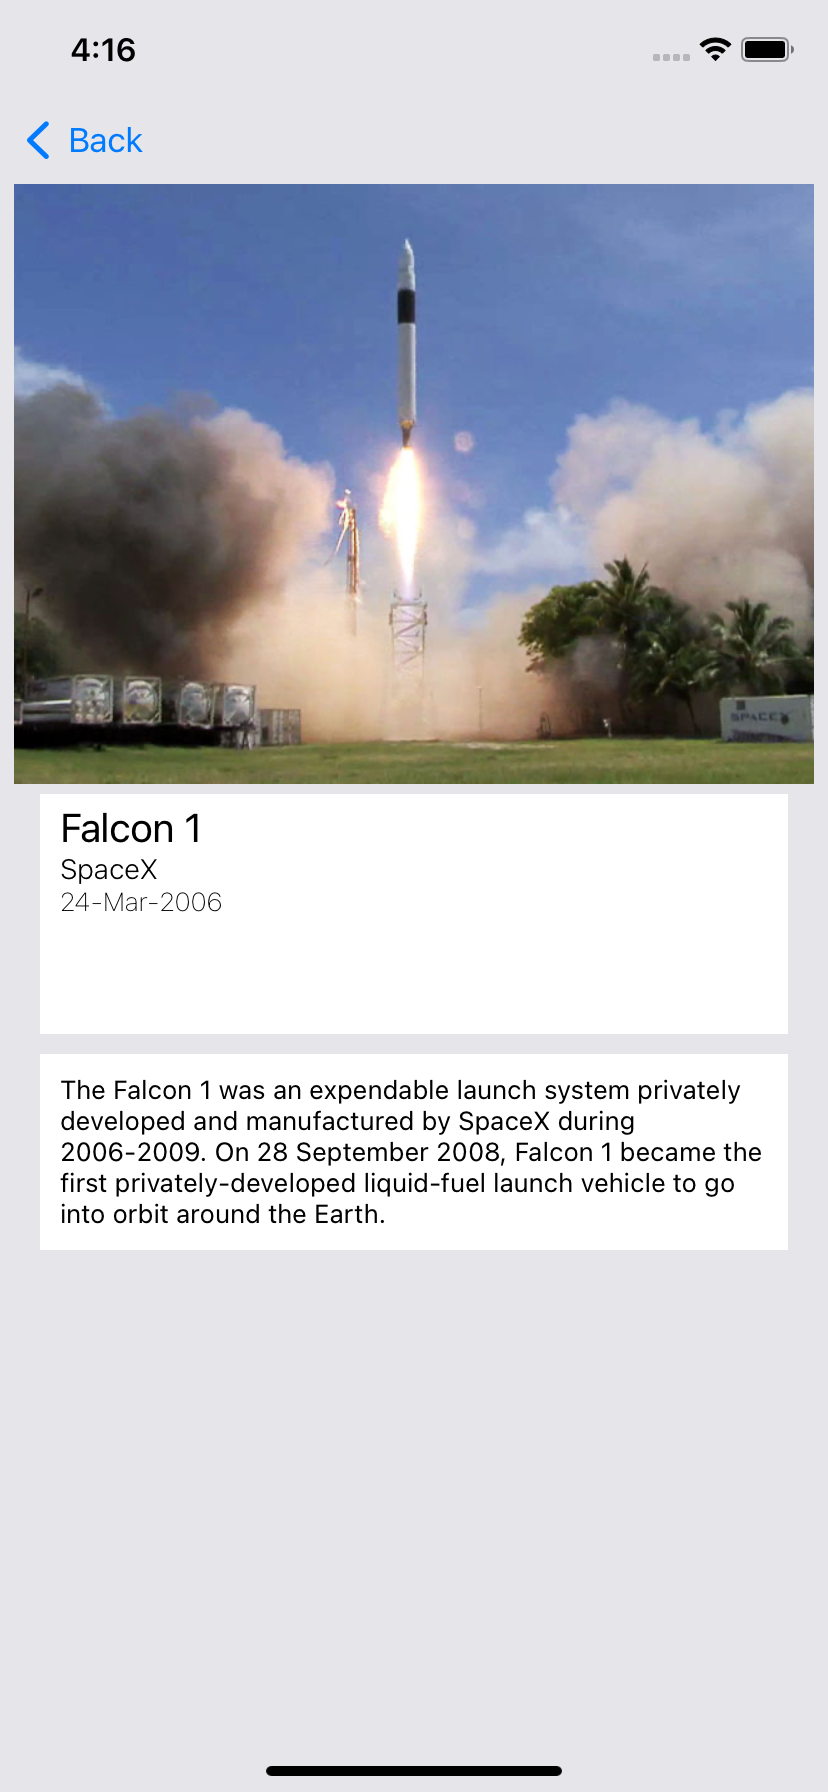 4:16
Back
SPACEX
Falcon 1
SpaceX
24-Mar-2006
The Falcon 1 was an expendable launch system privately
developed and manufactured by SpaceX during
2006-2009. On 28 September 2008, Falcon 1 became the
first privately-developed liquid-fuel launch vehicle to go
into orbit around the Earth.